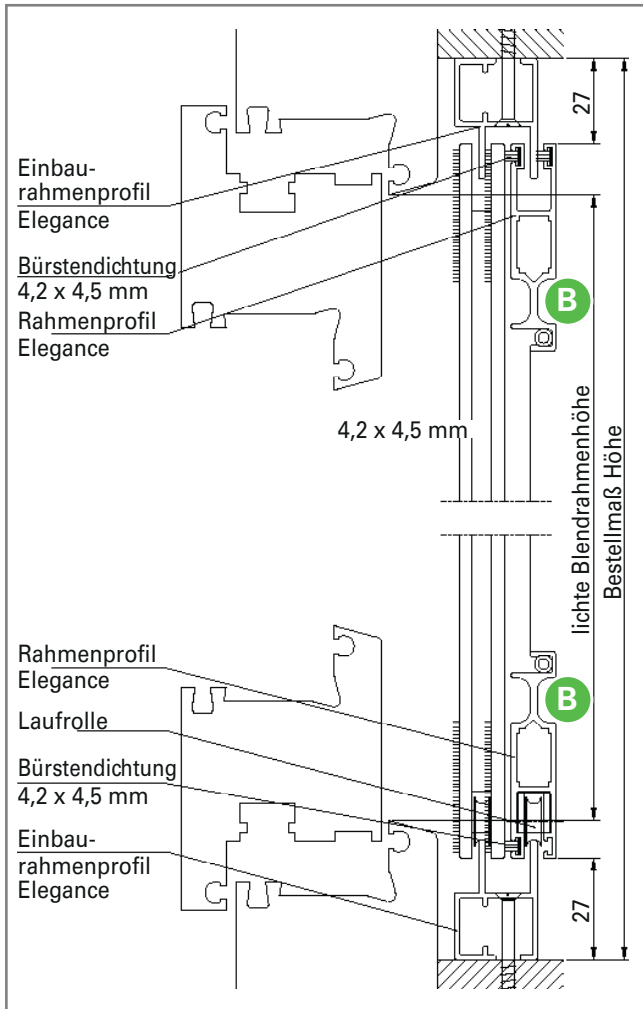 27
Einbau-
rahmenprofil
Elegance
Bürstendichtung
4,2 x 4,5 mm
Rahmenprofil
Elegance
B
4,2 x 4,5 mm
lichte Blendrahmenhöhe
Bestellmaß Höhe
Rahmenprofil
Elegance
B
Laufrolle
Bürstendichtung
4,2 x 4,5 mm
Einbau-
rahmenprofil
Elegance
27